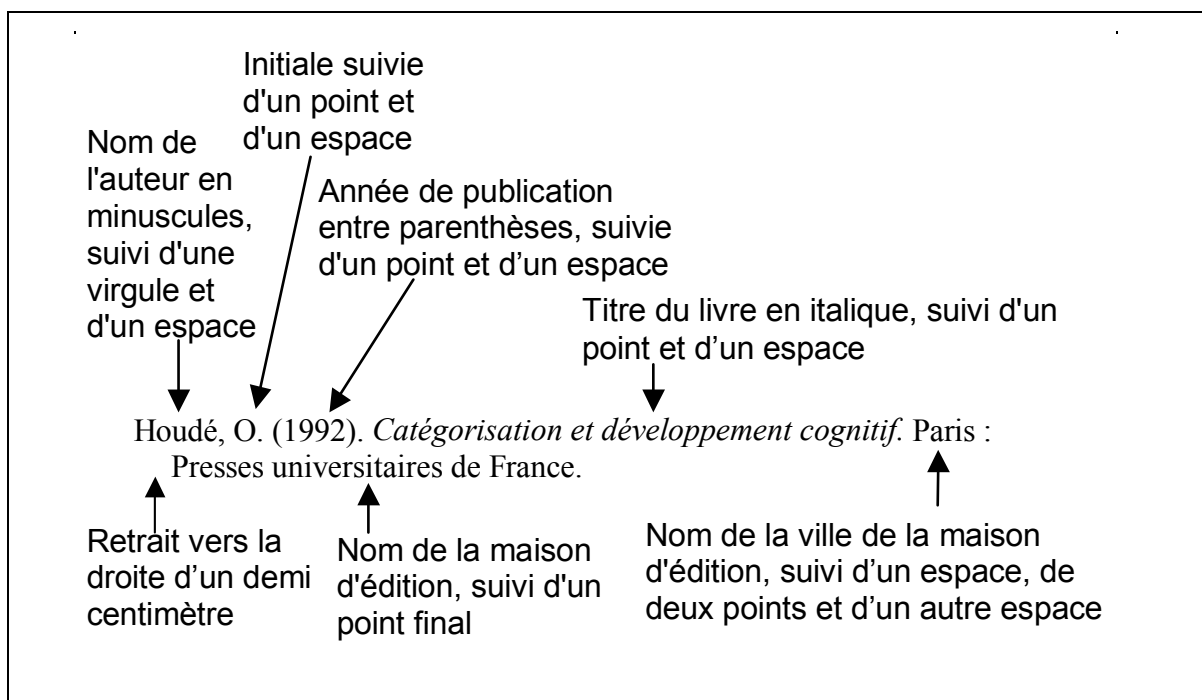 Initiale suivie
d'un point et
d'un espace
Nom de
l'auteur en
minuscules,
suivi d'une
virgule et
d'un espace
Année de publication
entre parenthèses, suivie
d'un point et d’un espace
Titre du livre en italique, suivi d'un
point et d’un espace
Houdé, O. (1992). Catégorisation et développement cognitif. Paris :
Presses universitaires de France.
Retrait vers la
droite d’un demi
centimètre
Nom de la maison
d'édition, suivi d'un
point final
Nom de la ville de la maison
d'édition, suivi d’un espace, de
deux points et d’un autre espace